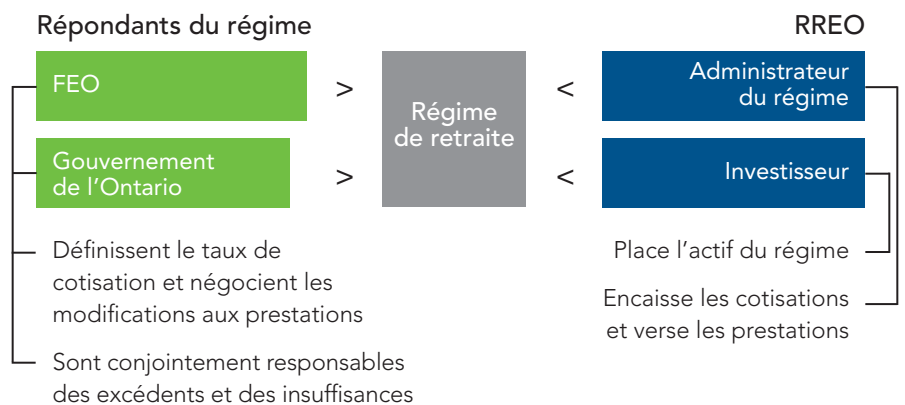 Répondants du régime
FEO
>
Gouvernement
de l'Ontario
>
Définissent le taux de
cotisation et négocient les
modifications aux prestations
Sont conjointement responsables
des excédents et des insuffisances
Régime
de retraite
RREO
<
Administrateur
du régime
<
Investisseur
Place l'actif du régime
Encaisse les cotisations
et verse les prestations